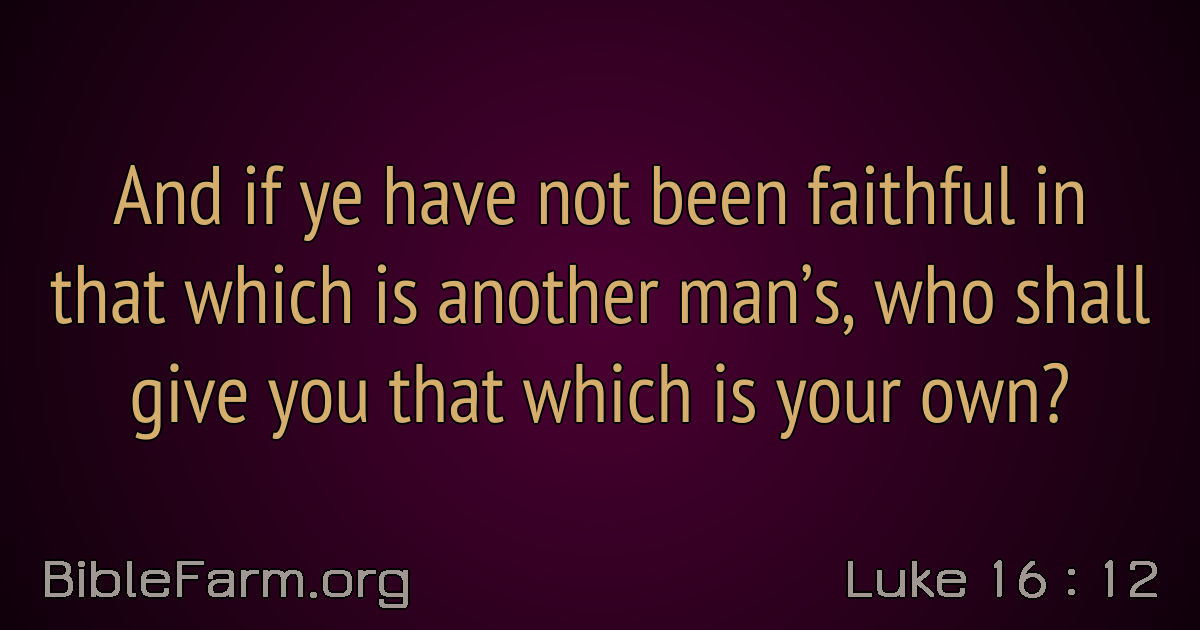 And if ye have not been faithful in
that which is another man’s, who shall
give you that which is your own?
BibleFarm.org
Luke 16 : 12